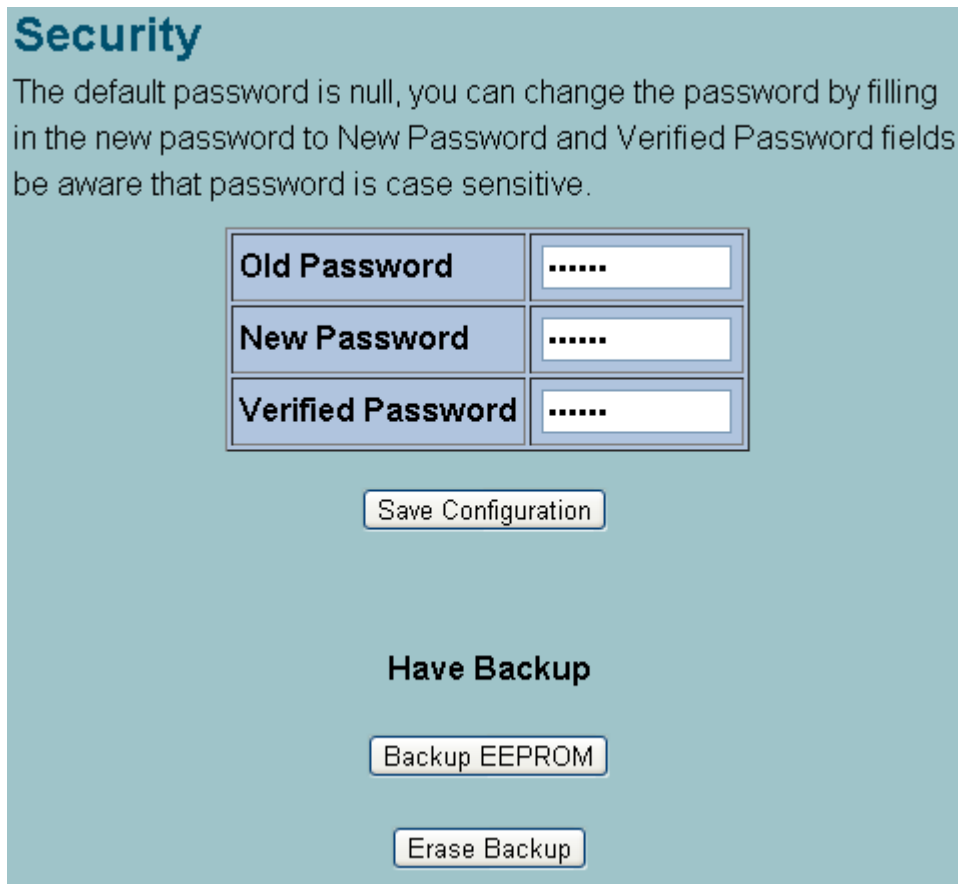 Security
The default password is null, you can change the password by filling
in the new password to New Password and Verified Password fields
be aware that password is case sensitive.
Old Password ••••••
New Password ••••••
Verified Password ••••••
Save Configuration
Have Backup
Backup EEPROM
Erase Backup